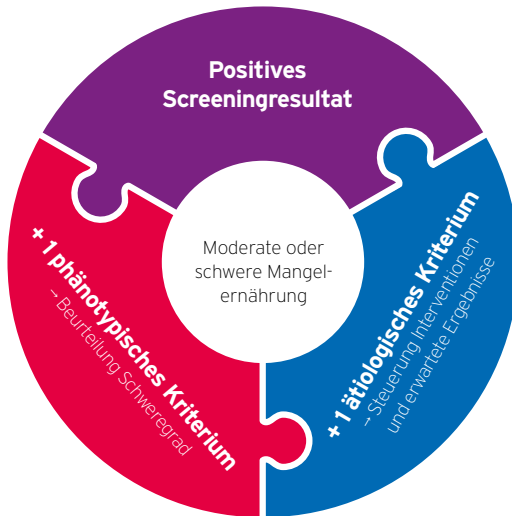 Positives
Screeningresultat
Moderate oder
schwere Mangel-
ernährung
+ 1 phänotypisches Kriterium
→ Beurteilung Schweregrad
+ 1 ätiologisches Kriterium
→ Steuerung Interventionen
und erwartete Ergebnisse